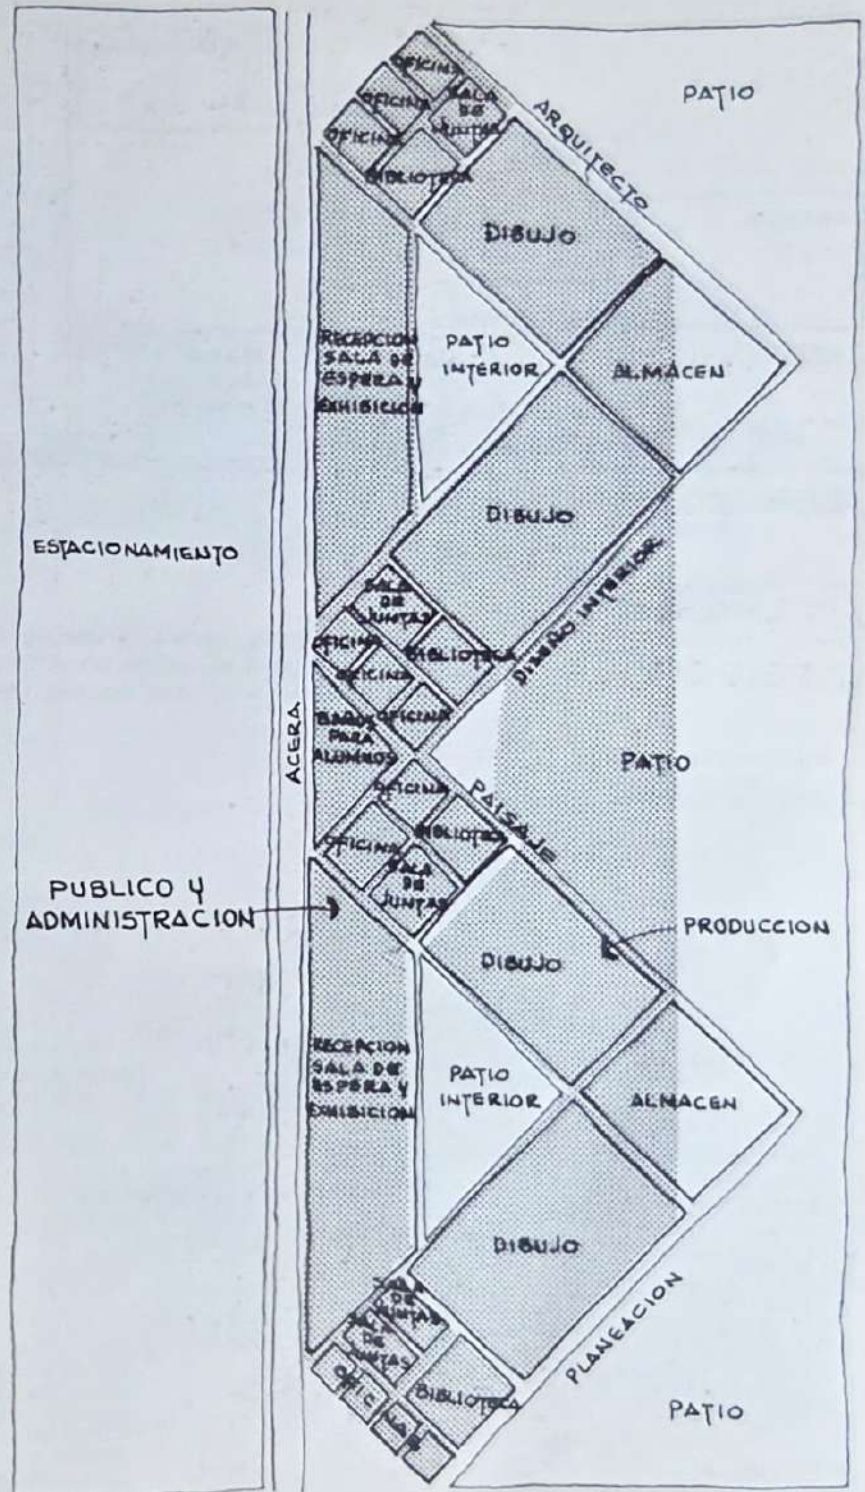 OFICINA
OFICINA
OFICINA
SALA
DE
JUNTAS
BIBLIOTECA
ARQUITECTO
PATIO
DIBUJO
RECEPCION
SALA DE
ESPERA Y
EXHIBICION
PATIO
INTERIOR
ALMACEN
DIBUJO
ESTACIONAMIENTO
SALA
DE
JUNTAS
OFICINA
BIBLIOTECA
OFICINA
OFICINA
DISEÑO INTERIOR
BAÑOS
PARA
ALUMNOS
ACERA
PATIO
OFICINA
PAISAJE
BIBLIOTECA
OFICINA
SALA
DE
JUNTAS
PUBLICO Y
ADMINISTRACION
PRODUCCION
DIBUJO
RECEPCION
SALA DE
ESPERA Y
EXHIBICION
PATIO
INTERIOR
ALMACEN
DIBUJO
SALA
DE
JUNTAS
SALA
DE
JUNTAS
OFICINAS
BIBLIOTECA
PLANEACION
PATIO